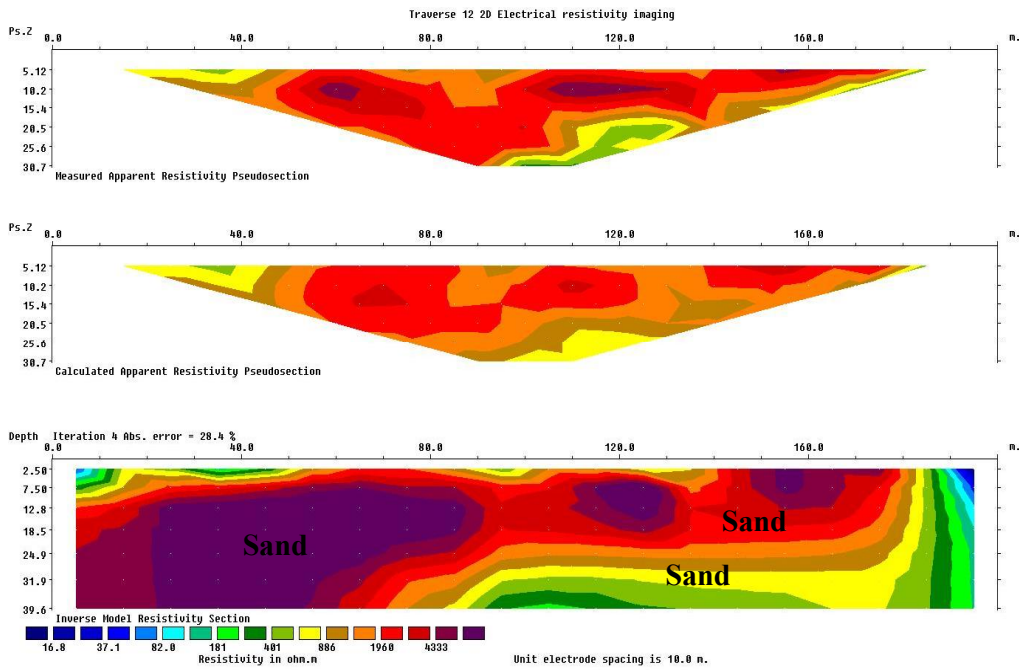 Traverse 12 2D Electrical resistivity imaging
Ps.Z 0.0 40.0 80.0 120.0 160.0 m.
5.12
10.2
15.4
20.5
25.6
30.7
Measured Apparent Resistivity Pseudosection
Ps.Z 0.0 40.0 80.0 120.0 160.0 m.
5.12
10.2
15.4
20.5
25.6
30.7
Calculated Apparent Resistivity Pseudosection
Depth Iteration 4 Abs. error = 28.4 %
0.0 40.0 80.0 120.0 160.0 m.
2.50
7.50
12.8
18.5
24.9
31.9
39.6
Sand
Sand
Sand
Inverse Model Resistivity Section
16.8 37.1 82.0 181 401 886 1960 4333
Resistivity in ohm.m Unit electrode spacing is 10.0 m.